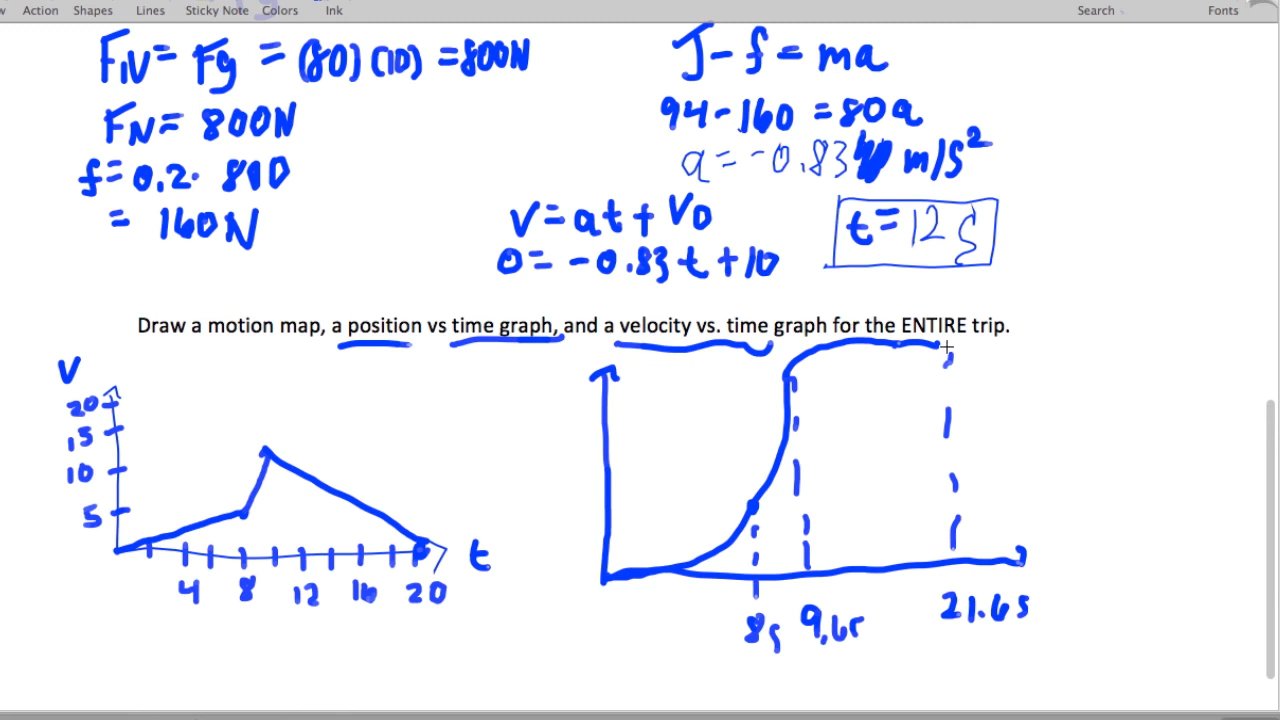 Action Shapes Lines Sticky Note Colors Ink Search Fonts
FN = Fg = (80)(10) = 800N
FN = 800N
f = 0.2 · 800
= 160N
T - f = ma
94 - 160 = 80a
a = -0.83 m/s²
v = at + v0
0 = -0.83t + 10
t = 12 s
Draw a motion map, a position vs time graph, and a velocity vs. time graph for the ENTIRE trip.
V
20
15
10
5
4 8 12 16 20
t
8s 9.6s 21.6s